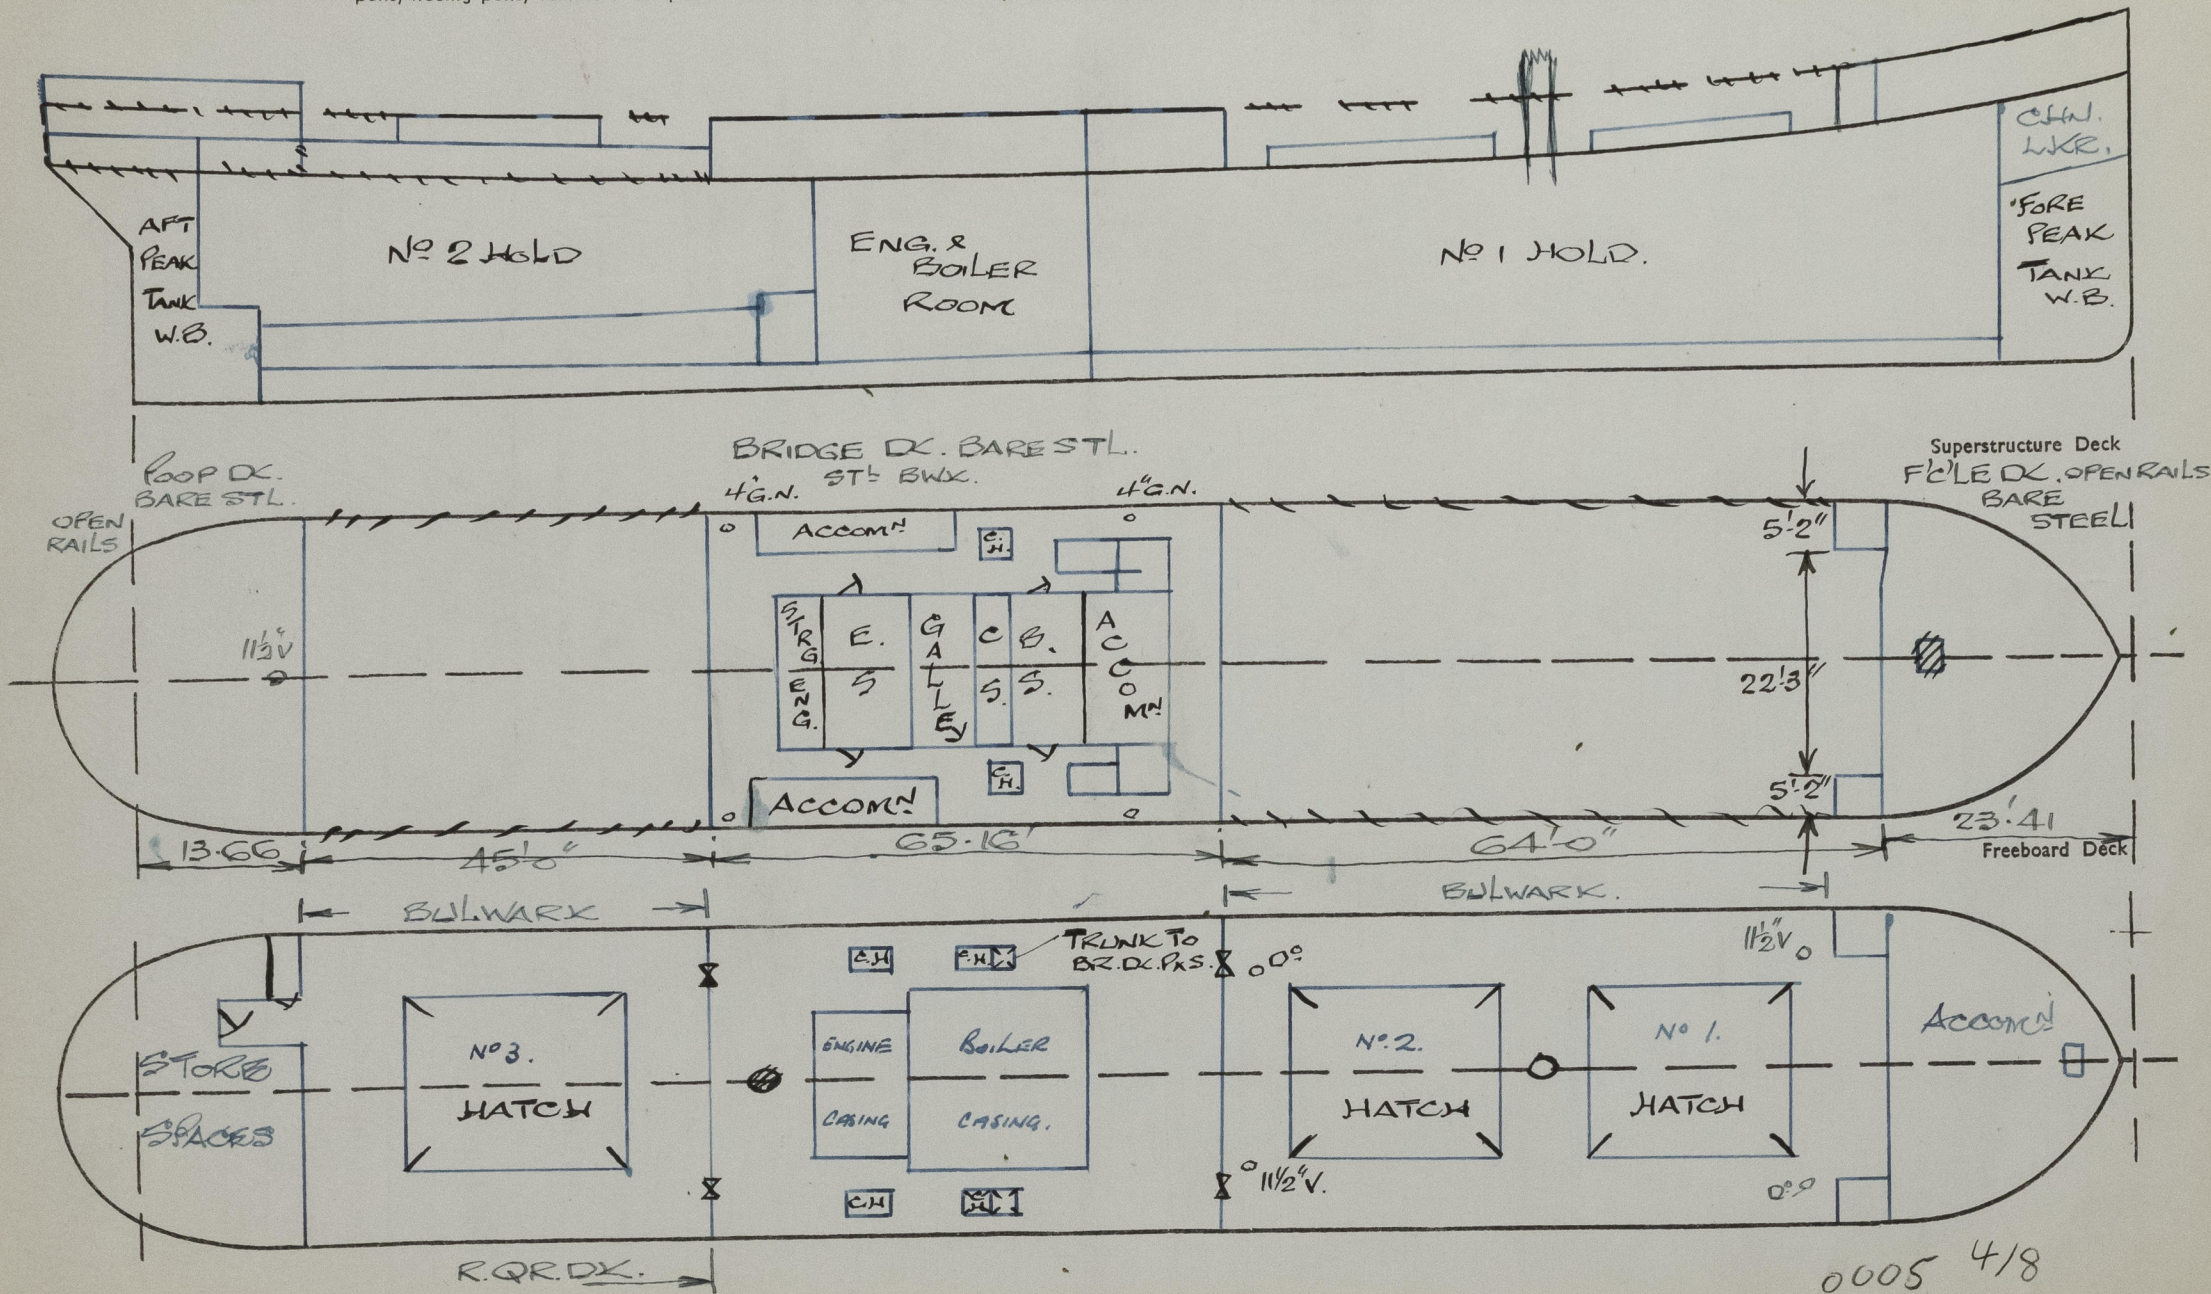 AFT
PEAK
TANK
W.B.
Nº 2 HOLD
ENG. &
BOILER
ROOM
Nº 1 HOLD.
CHN.
LKR.
FORE
PEAK
TANK
W.B.
POOP DK.
BARE STL.
OPEN
RAILS
BRIDGE DK. BARE STL.
STL BWK.
4" G.N.
4" G.N.
Superstructure Deck
F'C'LE DK. OPEN RAILS
BARE
STEEL
ACCOMN
C.H.
5'-2"
11½"V
STRG ENG.
E. S
GALLEY
C S.
B. S.
ACCOMN
22'3"
ACCOMN
C.H.
5'-2"
13.66
45'-0"
65.16'
64'-0"
23.41
Freeboard Deck
BULWARK
BULWARK.
C.H
C.H
TRUNK TO
BR. DK. P&S.
11½"V
STORE
SPACES
Nº 3.
HATCH
ENGINE
CASING
BOILER
CASING.
Nº 2.
HATCH
Nº 1.
HATCH
ACCOMN
C.H
C.H
11½"V.
R.QR.DK.
0005 4/8